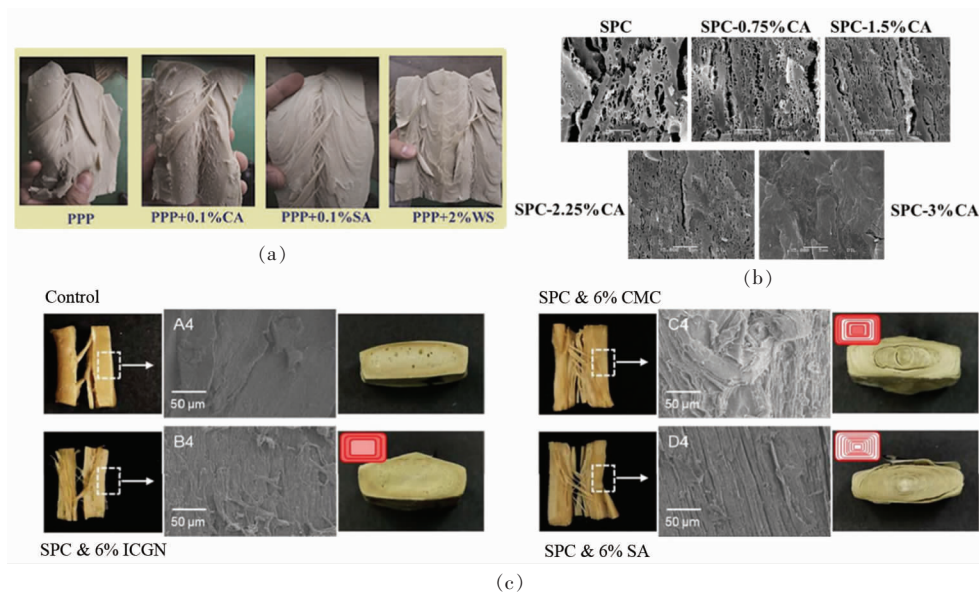 PPP
PPP+0.1%CA
PPP+0.1%SA
PPP+2%WS
(a)
SPC
SPC-0.75%CA
SPC-1.5%CA
SPC-2.25%CA
SPC-3%CA
(b)
Control
A4
50 µm
B4
50 µm
SPC & 6% ICGN
SPC & 6% CMC
C4
50 µm
D4
50 µm
SPC & 6% SA
(c)